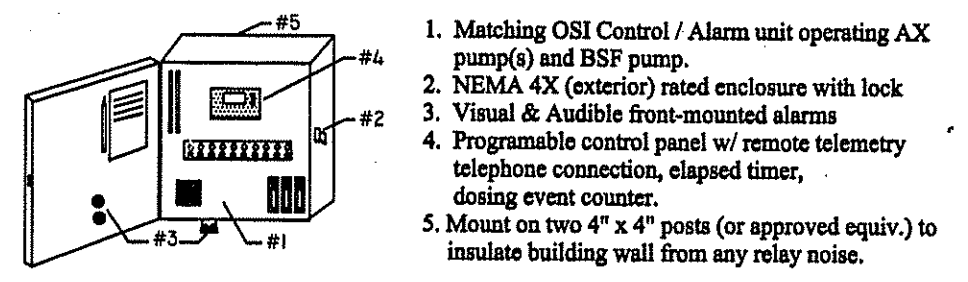 #5
#4
#2
#3
#1
1. Matching OSI Control / Alarm unit operating AX
pump(s) and BSF pump.
2. NEMA 4X (exterior) rated enclosure with lock
3. Visual & Audible front-mounted alarms
4. Programable control panel w/ remote telemetry
telephone connection, elapsed timer,
dosing event counter.
5. Mount on two 4" x 4" posts (or approved equiv.) to
insulate building wall from any relay noise.